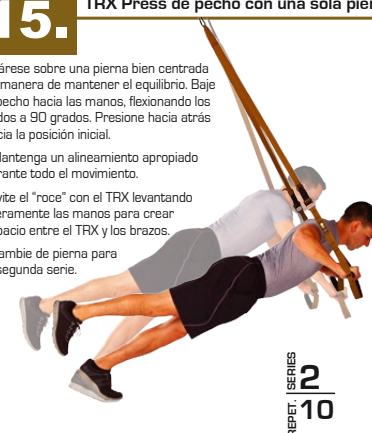 15.
TRX Press de pecho con una sola pier
árese sobre una pierna bien centrada
manera de mantener el equilibrio. Baje
pecho hacia las manos, flexionando los
dos a 90 grados. Presione hacia atrás
cia la posición inicial.
antenga un alineamiento apropiado
rante todo el movimiento.
vite el "roce" con el TRX levantando
eramente las manos para crear
pacio entre el TRX y los brazos.
ambie de pierna para
segunda serie.
SERIES 2
REPET. 10